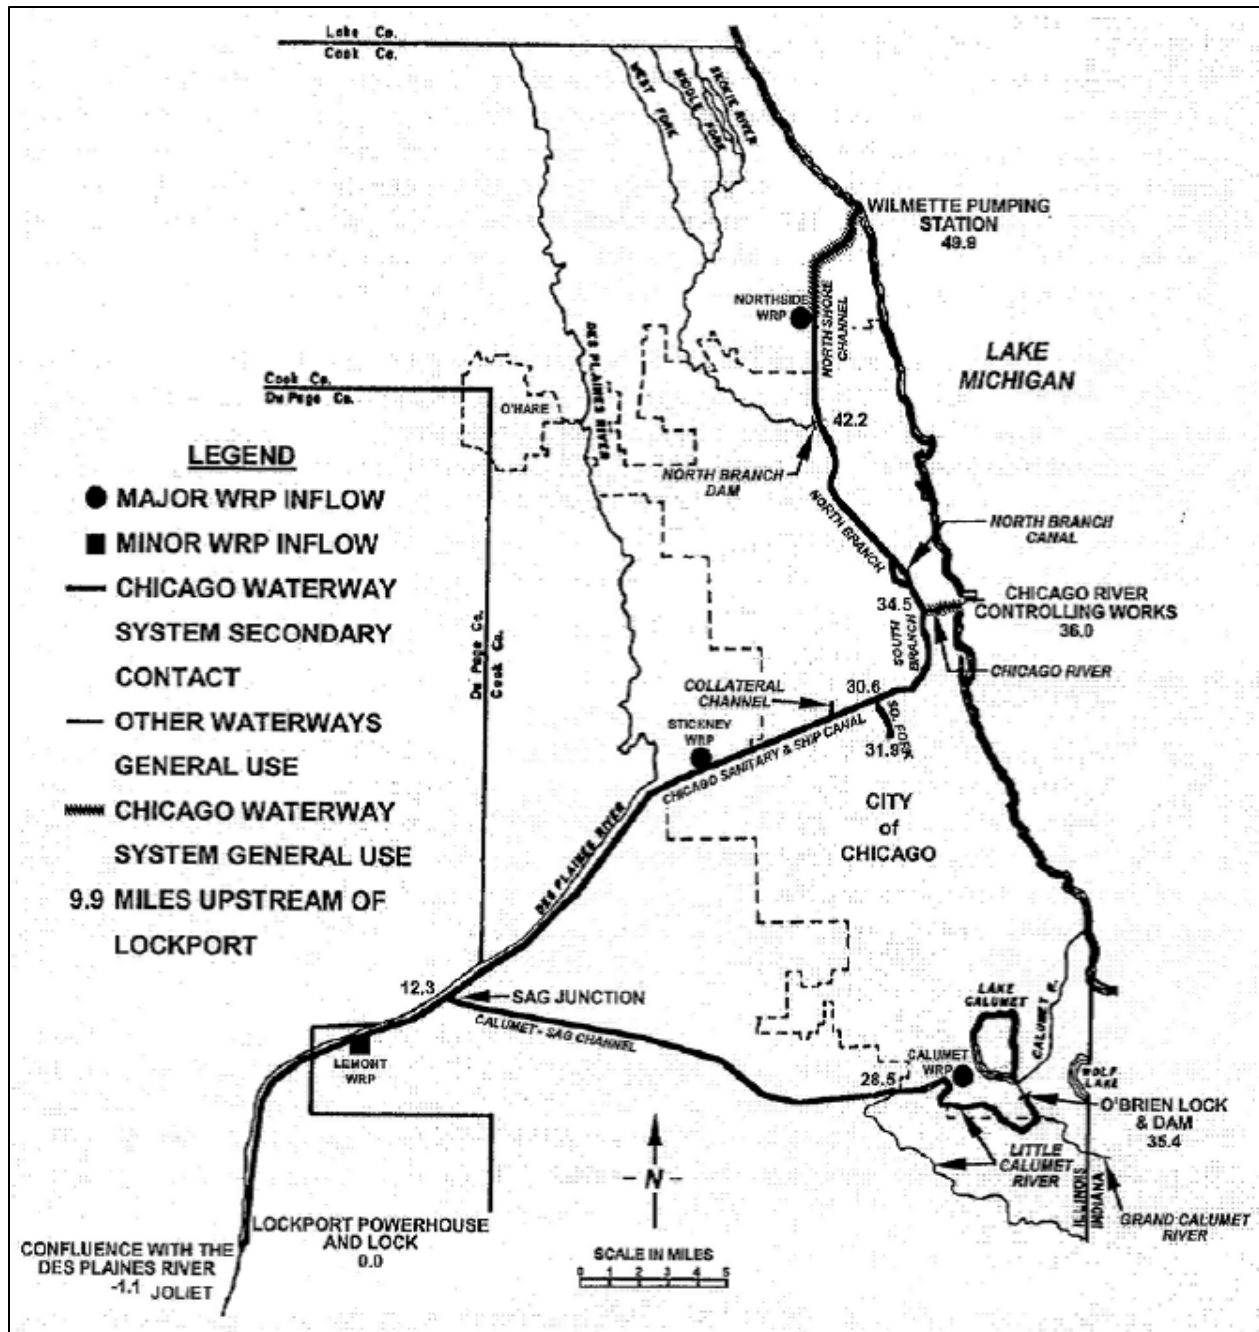 Lake Co.
Cook Co.
WEST FORK
MIDDLE FORK
SKOKIE RIVER
WILMETTE PUMPING
STATION
49.9
NORTHSIDE
WRP
NORTH SHORE
CHANNEL
LAKE
MICHIGAN
DES PLAINES RIVER
Cook Co.
Du Page Co.
O'HARE
42.2
NORTH BRANCH
DAM
LEGEND
MAJOR WRP INFLOW
MINOR WRP INFLOW
CHICAGO WATERWAY
SYSTEM SECONDARY
CONTACT
OTHER WATERWAYS
GENERAL USE
CHICAGO WATERWAY
SYSTEM GENERAL USE
9.9 MILES UPSTREAM OF
LOCKPORT
NORTH BRANCH
NORTH BRANCH
CANAL
34.5
CHICAGO RIVER
CONTROLLING WORKS
36.0
SOUTH
BRANCH
CHICAGO RIVER
Du Page Co.
Cook Co.
COLLATERAL
CHANNEL
30.6
SO. FORK
31.9
STICKNEY
WRP
CHICAGO SANITARY & SHIP CANAL
CITY
of
CHICAGO
DES PLAINES RIVER
12.3
SAG JUNCTION
CALUMET - SAG CHANNEL
LEMONT
WRP
LAKE
CALUMET
CALUMET R.
CALUMET
WRP
28.5
WOLF
LAKE
O'BRIEN LOCK
& DAM
35.4
LITTLE
CALUMET
RIVER
ILLINOIS
INDIANA
GRAND CALUMET
RIVER
N
SCALE IN MILES
0 1 2 3 4 5
LOCKPORT POWERHOUSE
AND LOCK
0.0
CONFLUENCE WITH THE
DES PLAINES RIVER
-1.1
JOLIET